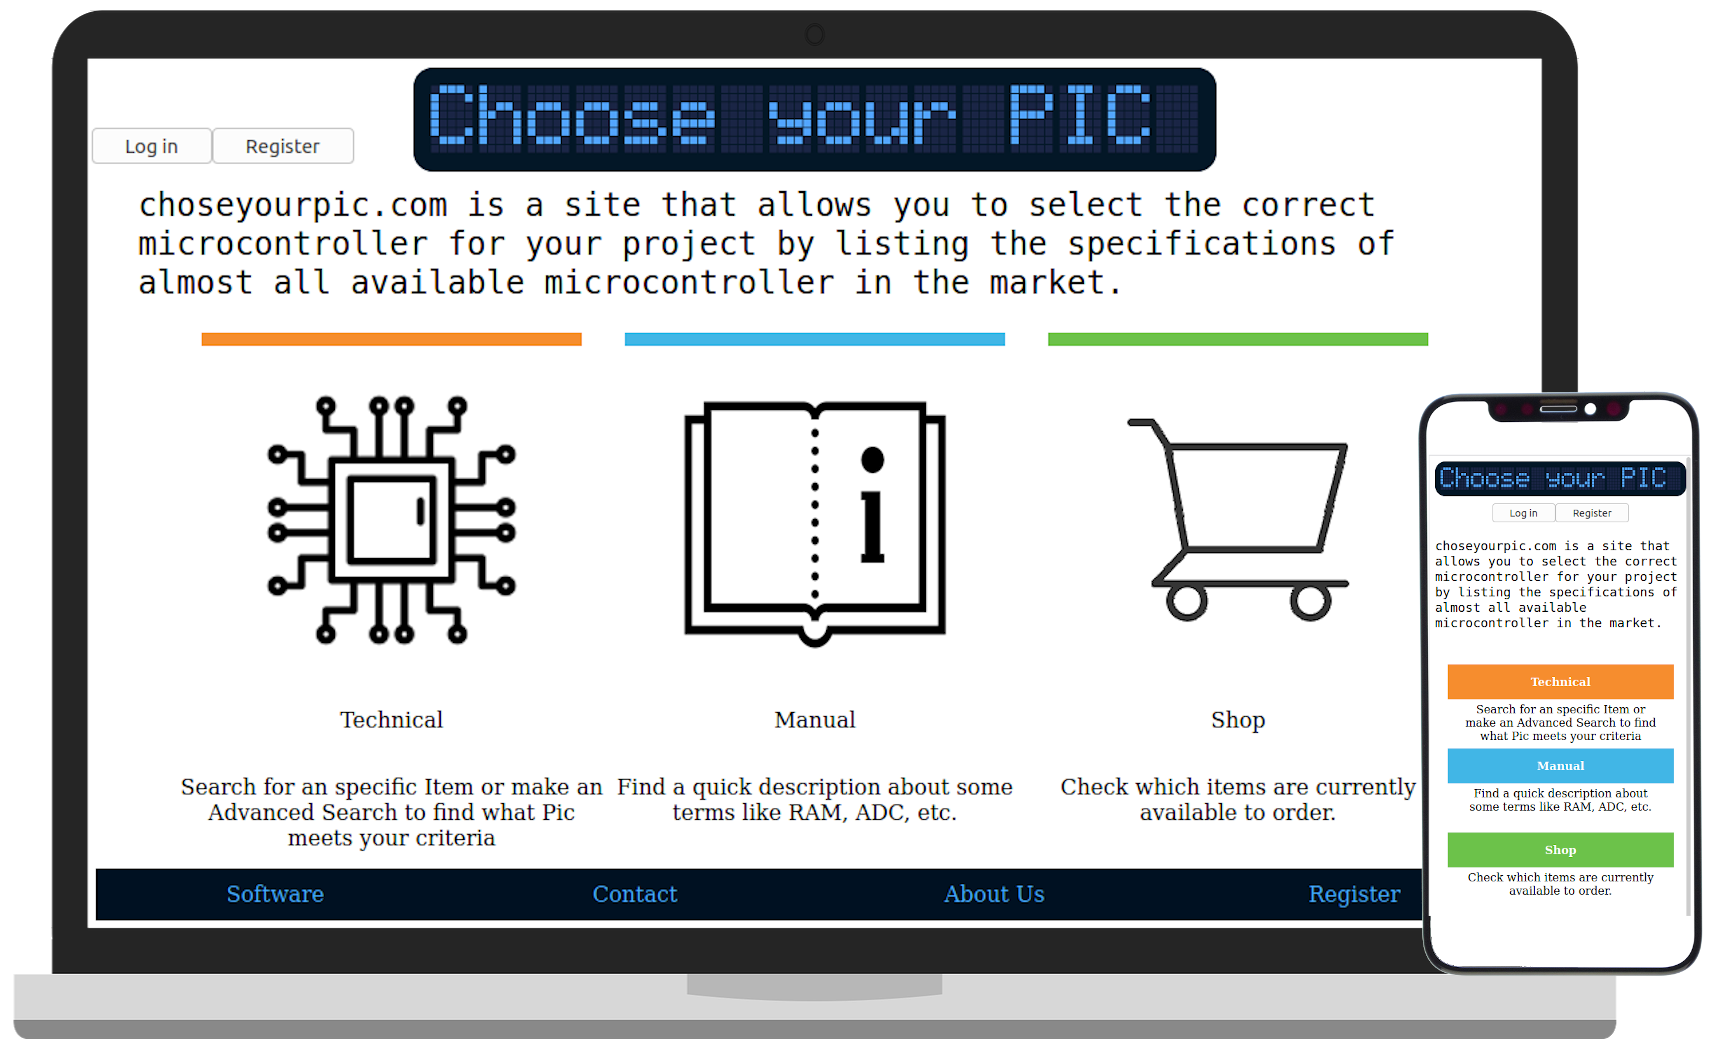 Choose your PIC
Log in
Register
choseyourpic.com is a site that allows you to select the correct
microcontroller for your project by listing the specifications of
almost all available microcontroller in the market.
Technical
Search for an specific Item or make an
Advanced Search to find what Pic
meets your criteria
i
Manual
Find a quick description about some
terms like RAM, ADC, etc.
Shop
Check which items are currently
available to order.
Software
Contact
About Us
Register
Choose your PIC
Log in
Register
choseyourpic.com is a site that
allows you to select the correct
microcontroller for your project
by listing the specifications of
almost all available
microcontroller in the market.
Technical
Search for an specific Item or
make an Advanced Search to find
what Pic meets your criteria
Manual
Find a quick description about
some terms like RAM, ADC, etc.
Shop
Check which items are currently
available to order.